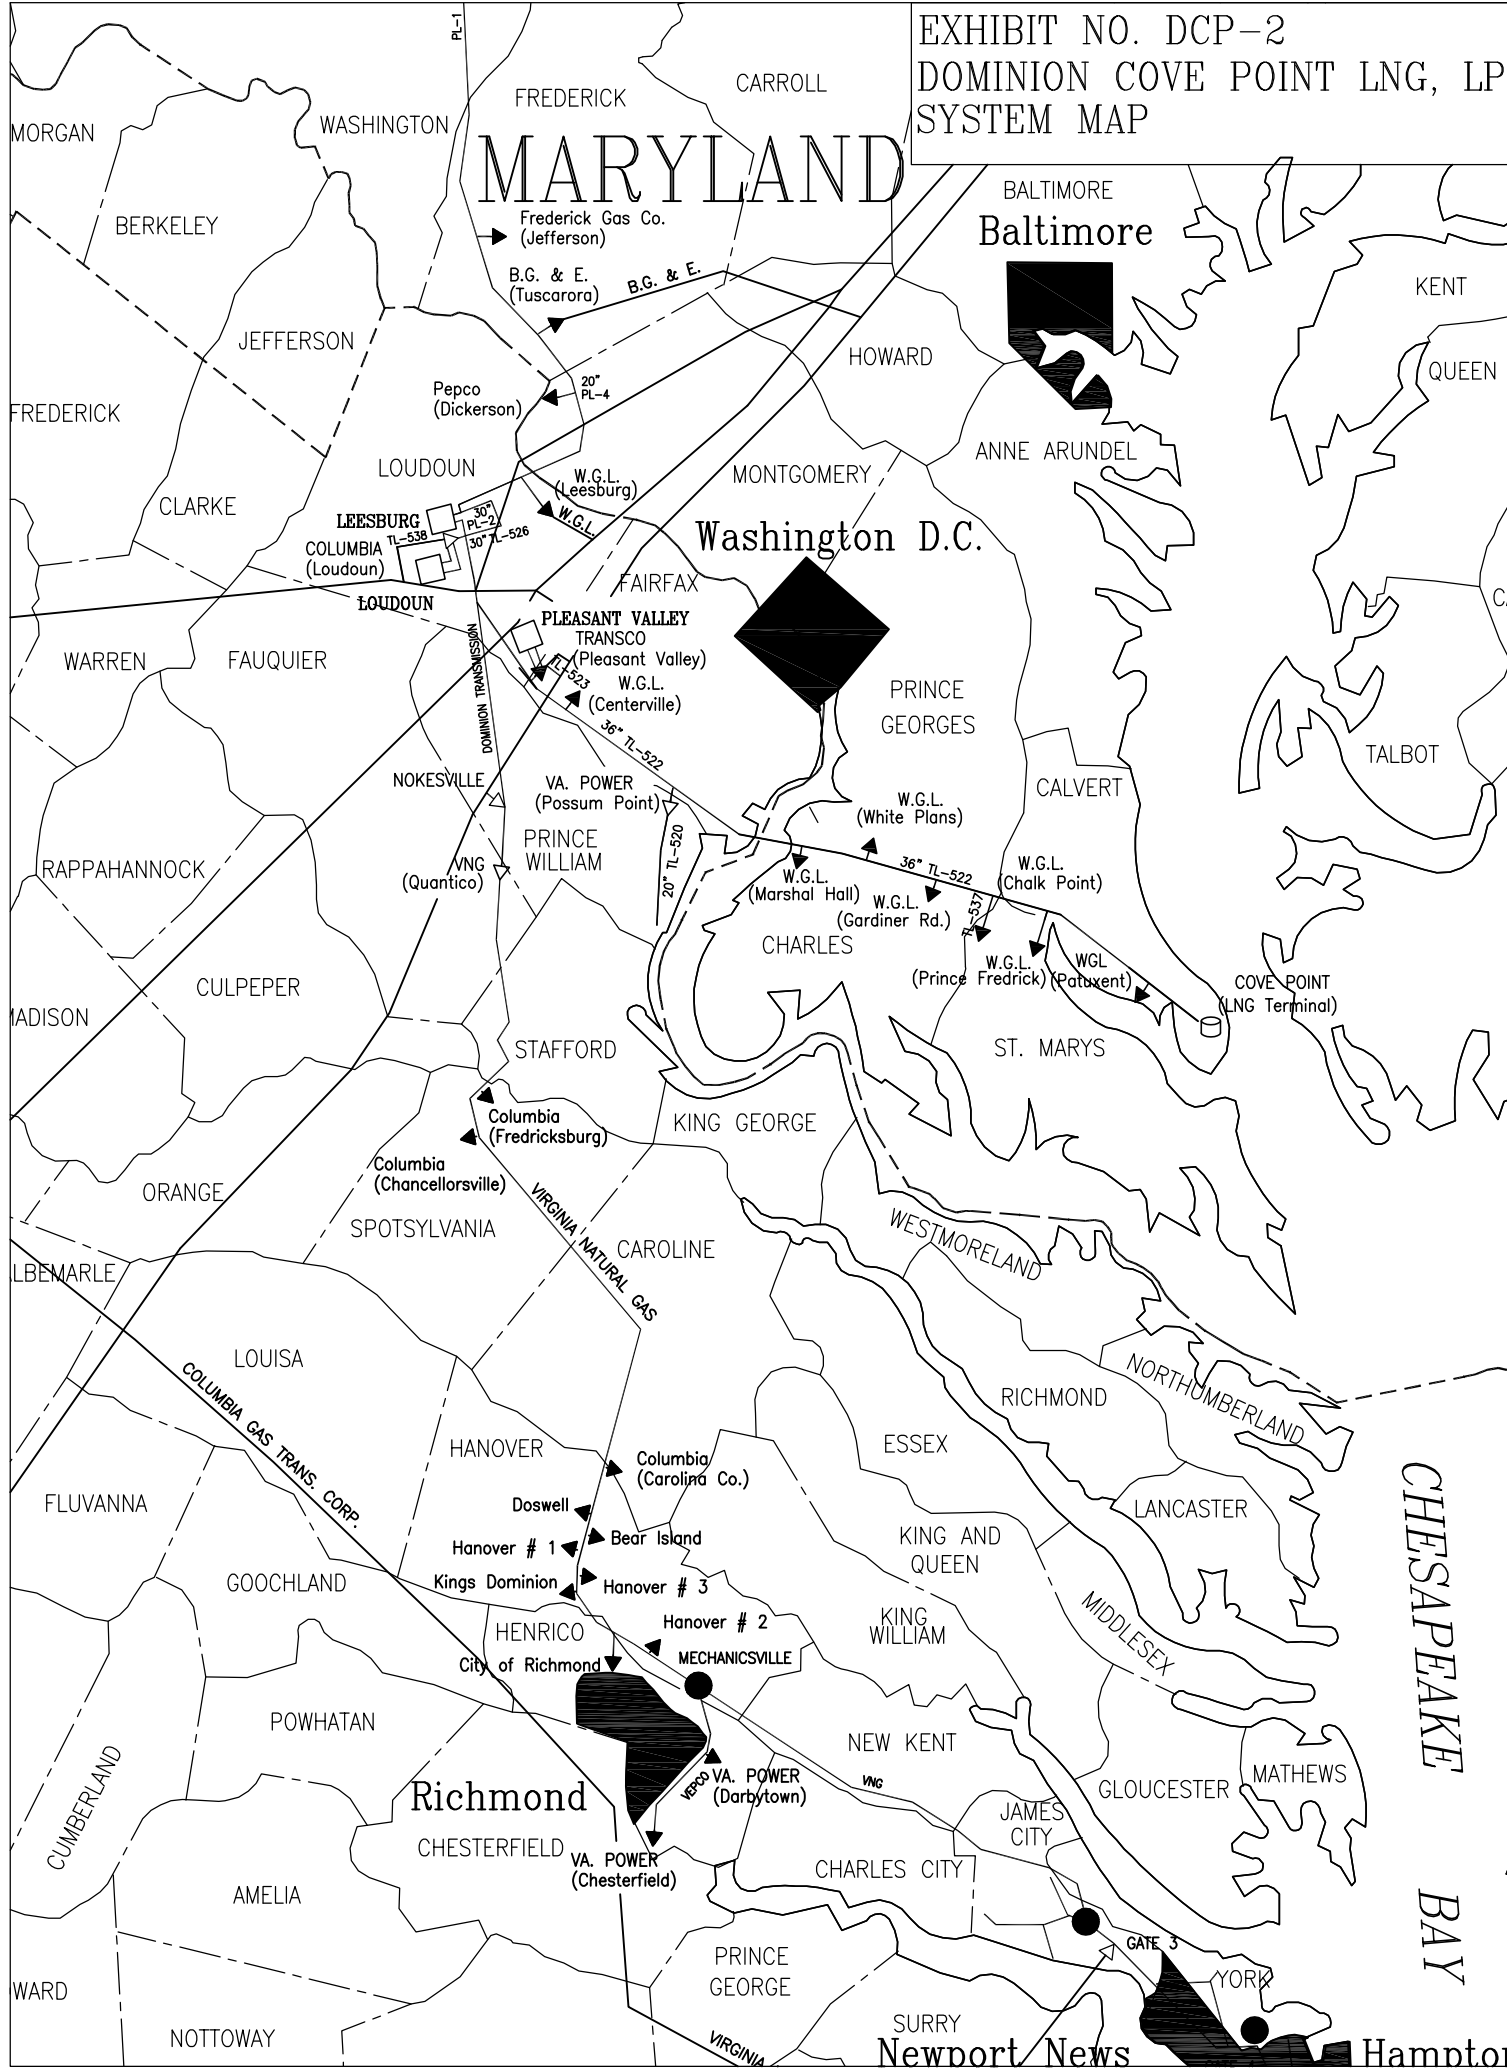 EXHIBIT NO. DCP-2
DOMINION COVE POINT LNG, LP
SYSTEM MAP
PL-1
CARROLL
FREDERICK
WASHINGTON
MORGAN
MARYLAND
BALTIMORE
Baltimore
BERKELEY
Frederick Gas Co.
(Jefferson)
B.G. & E.
(Tuscarora)
B.G. & E.
KENT
JEFFERSON
HOWARD
QUEEN
20"
PL-4
Pepco
(Dickerson)
FREDERICK
LOUDOUN
ANNE ARUNDEL
MONTGOMERY
W.G.L.
(Leesburg)
W.G.L.
CLARKE
LEESBURG
30"
PL-2
TL-538
30" TL-526
COLUMBIA
(Loudoun)
LOUDOUN
Washington D.C.
FAIRFAX
PLEASANT VALLEY
TRANSCO
(Pleasant Valley)
TL-523
W.G.L.
(Centerville)
WARREN
FAUQUIER
DOMINION TRANSMISSION
PRINCE
GEORGES
36" TL-522
TALBOT
NOKESVILLE
VA. POWER
(Possum Point)
CALVERT
W.G.L.
(White Plans)
PRINCE
WILLIAM
20" TL-520
RAPPAHANNOCK
VNG
(Quantico)
36" TL-522
W.G.L.
(Chalk Point)
W.G.L.
(Marshal Hall)
W.G.L.
(Gardiner Rd.)
TL-537
CHARLES
W.G.L.
(Prince Fredrick)
WGL
(Patuxent)
COVE POINT
(LNG Terminal)
CULPEPER
ADISON
STAFFORD
ST. MARYS
Columbia
(Fredricksburg)
KING GEORGE
Columbia
(Chancellorsville)
ORANGE
VIRGINIA NATURAL GAS
SPOTSYLVANIA
CAROLINE
WESTMORELAND
LBEMARLE
LOUISA
COLUMBIA GAS TRANS. CORP.
RICHMOND
NORTHUMBERLAND
HANOVER
ESSEX
Columbia
(Carolina Co.)
FLUVANNA
Doswell
LANCASTER
Bear Island
Hanover # 1
KING AND
QUEEN
GOOCHLAND
Kings Dominion
Hanover # 3
Hanover # 2
KING
WILLIAM
MIDDLESEX
HENRICO
City of Richmond
MECHANICSVILLE
CHESAPEAKE
BAY
POWHATAN
NEW KENT
MATHEWS
CUMBERLAND
VEPCO
VA. POWER
(Darbytown)
VNG
GLOUCESTER
Richmond
JAMES
CITY
CHESTERFIELD
VA. POWER
(Chesterfield)
CHARLES CITY
AMELIA
GATE 3
PRINCE
GEORGE
YORK
WARD
SURRY
NOTTOWAY
VIRGINIA
Newport News
Hampton